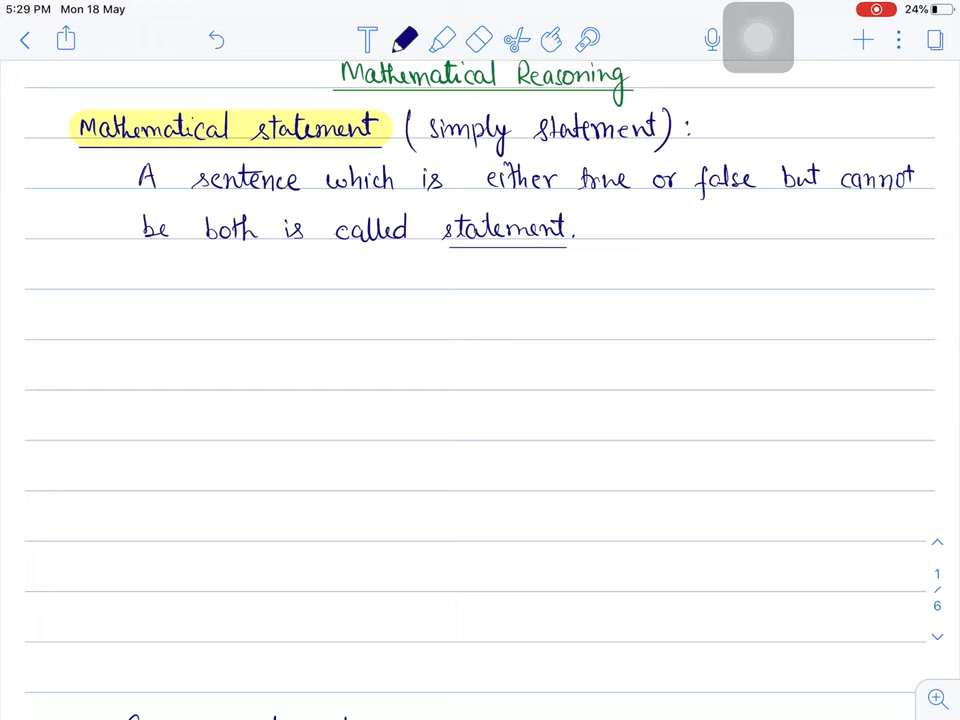 5:29 PM Mon 18 May 24%
T
Mathematical Reasoning
Mathematical statement (simply statement) :
A sentence which is either true or false but cannot
be both is called statement.
1
/
6